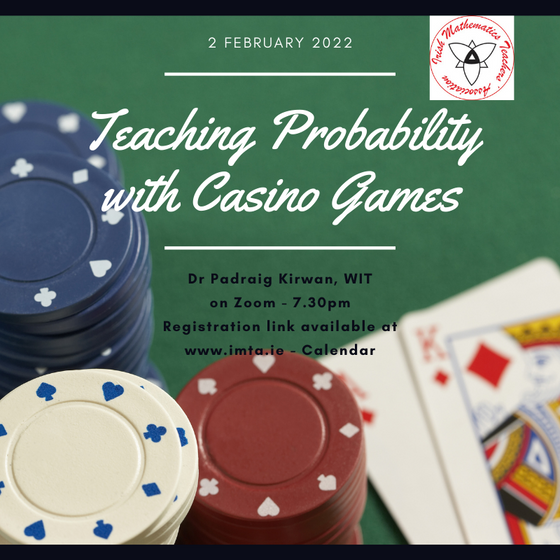 2 FEBRUARY 2022
Irish Mathematics Teachers' Association
Teaching Probability
with Casino Games
Dr Padraig Kirwan, WIT
on Zoom - 7.30pm
Registration link available at
www.imta.ie - Calendar
K